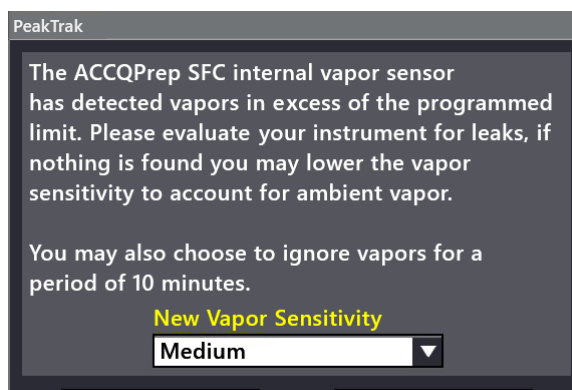 PeakTrak
The ACCQPrep SFC internal vapor sensor
has detected vapors in excess of the programmed
limit. Please evaluate your instrument for leaks, if
nothing is found you may lower the vapor
sensitivity to account for ambient vapor.
You may also choose to ignore vapors for a
period of 10 minutes.
New Vapor Sensitivity
Medium